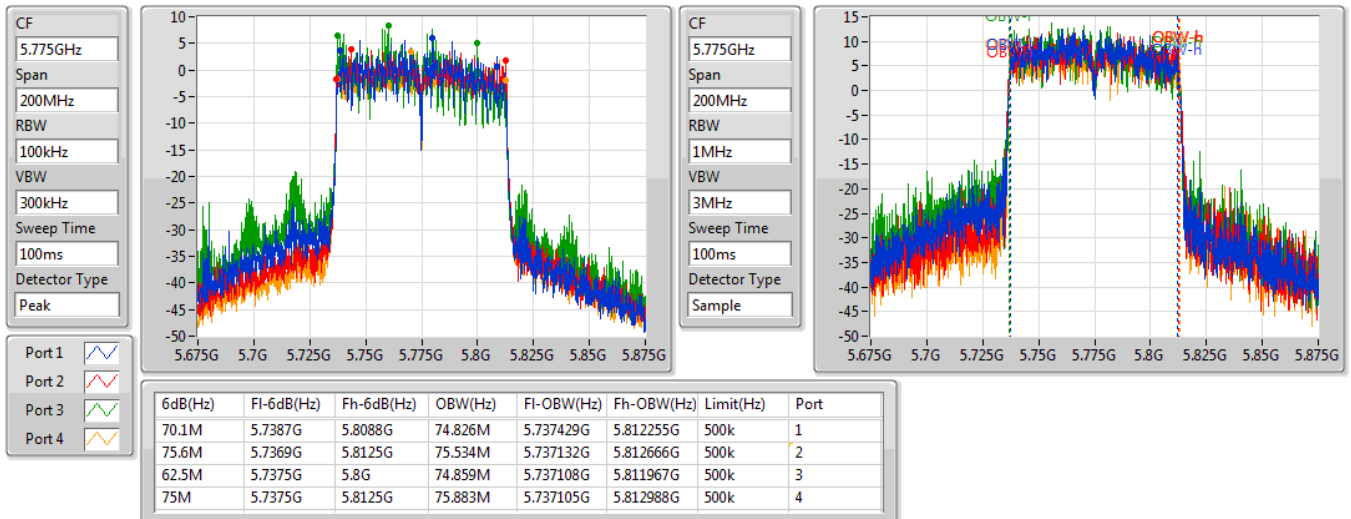 CF
5.775GHz
Span
200MHz
RBW
100kHz
VBW
300kHz
Sweep Time
100ms
Detector Type
Peak
10
5
0
-5
-10
-15
-20
-25
-30
-35
-40
-45
-50
5.675G 5.7G 5.725G 5.775G 5.8G 5.825G 5.875G
CF
5.775GHz
Span
200MHz
RBW
1MHz
VBW
3MHz
Sweep Time
100ms
Detector Type
Sample
15
10
5
0
-5
-10
-15
-20
-25
-30
-35
-40
-45
-50
OBW-h
OBW-h
5.675G 5.7G 5.725G 5.75G 5.775G 5.8G 5.825G 5.85G 5.875G
Port 1
Port 2
Port 3
Port 4
6dB(Hz) Fl-6dB(Hz) Fh-6dB(Hz) OBW(Hz) Fl-OBW(Hz) Fh-OBW(Hz) Limit(Hz) Port
70.1M 5.7387G 5.8088G 74.826M 5.737429G 5.812255G 500k 1
75.6M 5.7369G 5.8125G 75.534M 5.737132G 5.812666G 500k 2
62.5M 5.7375G 5.8G 74.859M 5.737108G 5.811967G 500k 3
75M 5.7375G 5.8125G 75.883M 5.737105G 5.812988G 500k 4